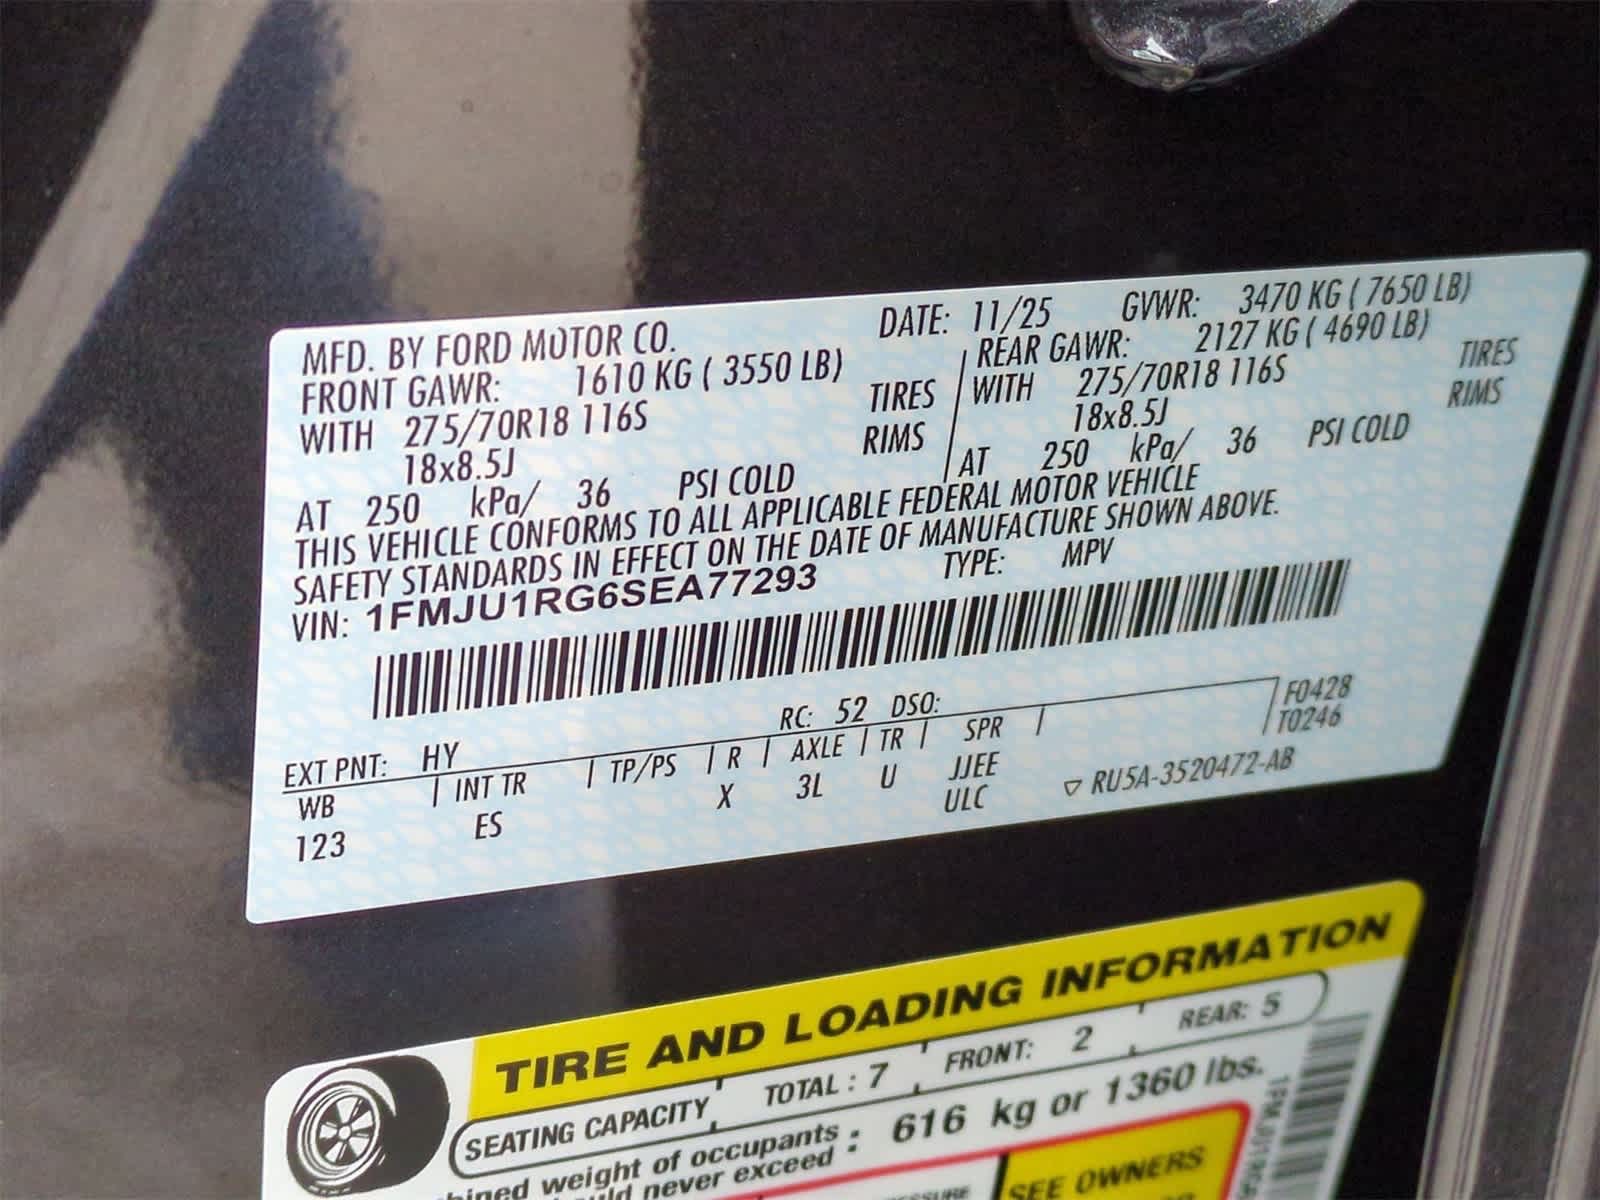 MFD. BY FORD MOTOR CO. DATE: 11/25 GVWR: 3470 KG ( 7650 LB)
FRONT GAWR: 1610 KG ( 3550 LB) REAR GAWR: 2127 KG ( 4690 LB)
WITH 275/70R18 116S TIRES WITH 275/70R18 116S TIRES
18x8.5J RIMS 18x8.5J RIMS
AT 250 kPa/ 36 PSI COLD AT 250 kPa/ 36 PSI COLD
THIS VEHICLE CONFORMS TO ALL APPLICABLE FEDERAL MOTOR VEHICLE
SAFETY STANDARDS IN EFFECT ON THE DATE OF MANUFACTURE SHOWN ABOVE.
VIN: 1FMJU1RG6SEA77293 TYPE: MPV
EXT PNT: HY RC: 52 DSO: F0428
WB INT TR TP/PS R AXLE TR SPR T0246
123 ES X 3L U JJEE
ULC ▽ RU5A-3520472-AB
TIRE AND LOADING INFORMATION
SEATING CAPACITY TOTAL : 7 FRONT: 2 REAR: 5
weight of occupants : 616 kg or 1360 lbs.
never exceed :
SEE OWNERS